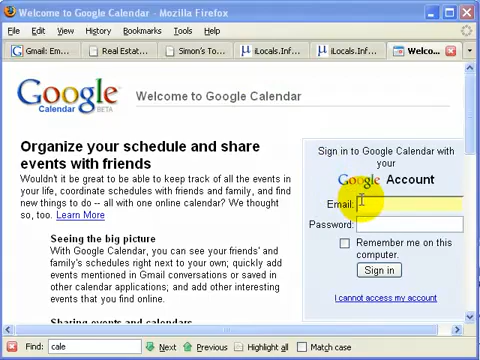 Welcome to Google Calendar - Mozilla Firefox
File Edit View History Bookmarks Tools Help
Gmail: Em... Real Estat... Simon's To... iLocals.Inf... iLocals.Inf... Welco...
Google
Calendar BETA
Welcome to Google Calendar
Organize your schedule and share
events with friends
Wouldn't it be great to be able to keep track of all the events in
your life, coordinate schedules with friends and family, and find
new things to do -- all with one online calendar? We thought
so, too. Learn More
Seeing the big picture
With Google Calendar, you can see your friends' and
family's schedules right next to your own; quickly add
events mentioned in Gmail conversations or saved in
other calendar applications; and add other interesting
events that you find online.
Sharing events and calendars
Sign in to Google Calendar with
your
Google Account
Email:
Password:
Remember me on this
computer.
Sign in
I cannot access my account
Find: cale Next Previous Highlight all Match case